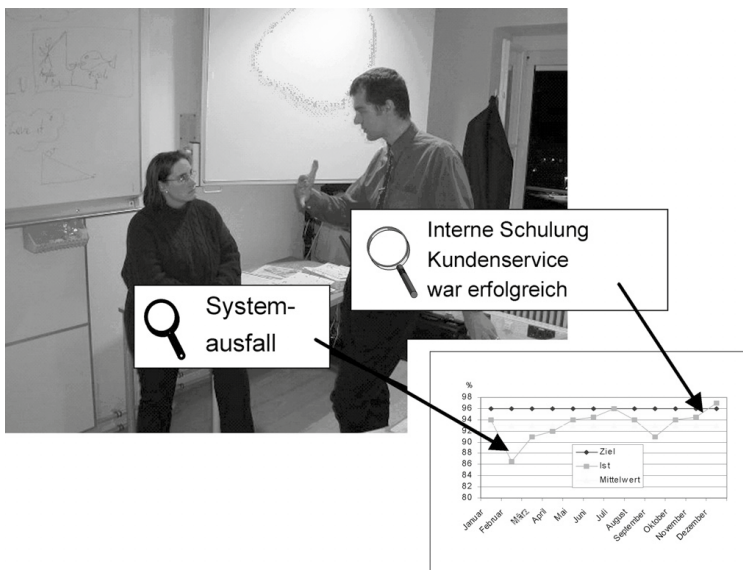 Interne Schulung
Kundenservice
war erfolgreich
System-
ausfall
%
98
96
94
92
90
88
86
84
82
80
Ziel
Ist
Mittelwert
Januar
Februar
März
April
Mai
Juni
Juli
August
September
Oktober
November
Dezember